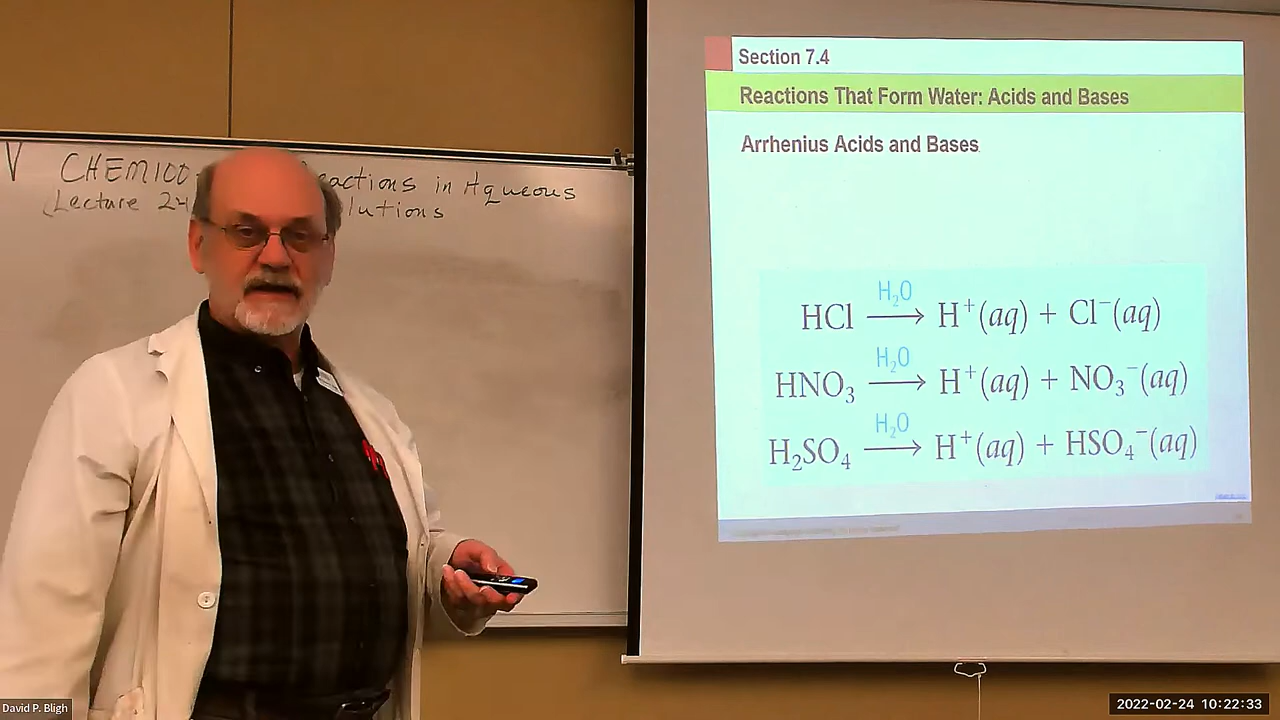 V CHEM100 actions in Aqueous
(Lecture 24 lutions
Section 7.4
Reactions That Form Water: Acids and Bases
Arrhenius Acids and Bases
HCl —H₂O→ H⁺(aq) + Cl⁻(aq)
HNO₃ —H₂O→ H⁺(aq) + NO₃⁻(aq)
H₂SO₄ —H₂O→ H⁺(aq) + HSO₄⁻(aq)
David P. Bligh
2022-02-24 10:22:33